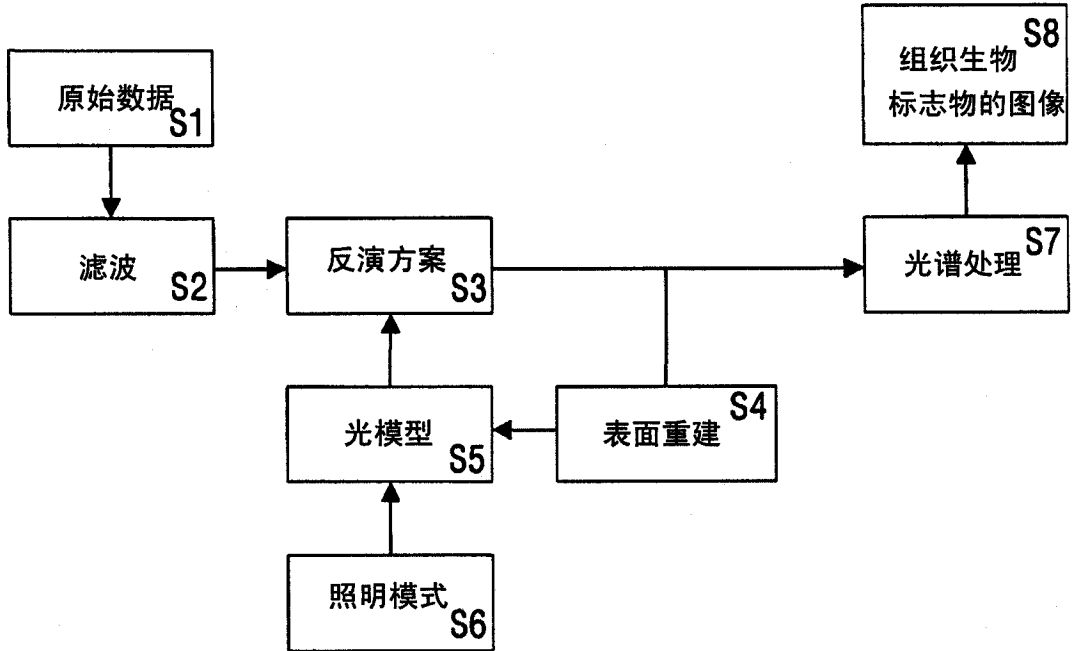 原始数据
S1
滤波
S2
反演方案
S3
光模型
S5
照明模式
S6
表面重建
S4
光谱处理
S7
组织生物
标志物的图像
S8